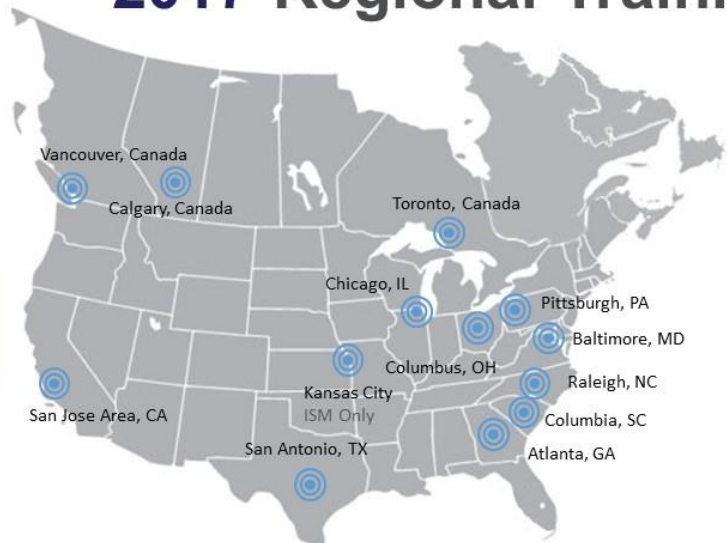 2017 Regional
Vancouver, Canada
Calgary, Canada
Toronto, Canada
Chicago, IL
Pittsburgh, PA
Baltimore, MD
Columbus, OH
Kansas City
ISM Only
Raleigh, NC
San Jose Area, CA
Columbia, SC
San Antonio, TX
Atlanta, GA